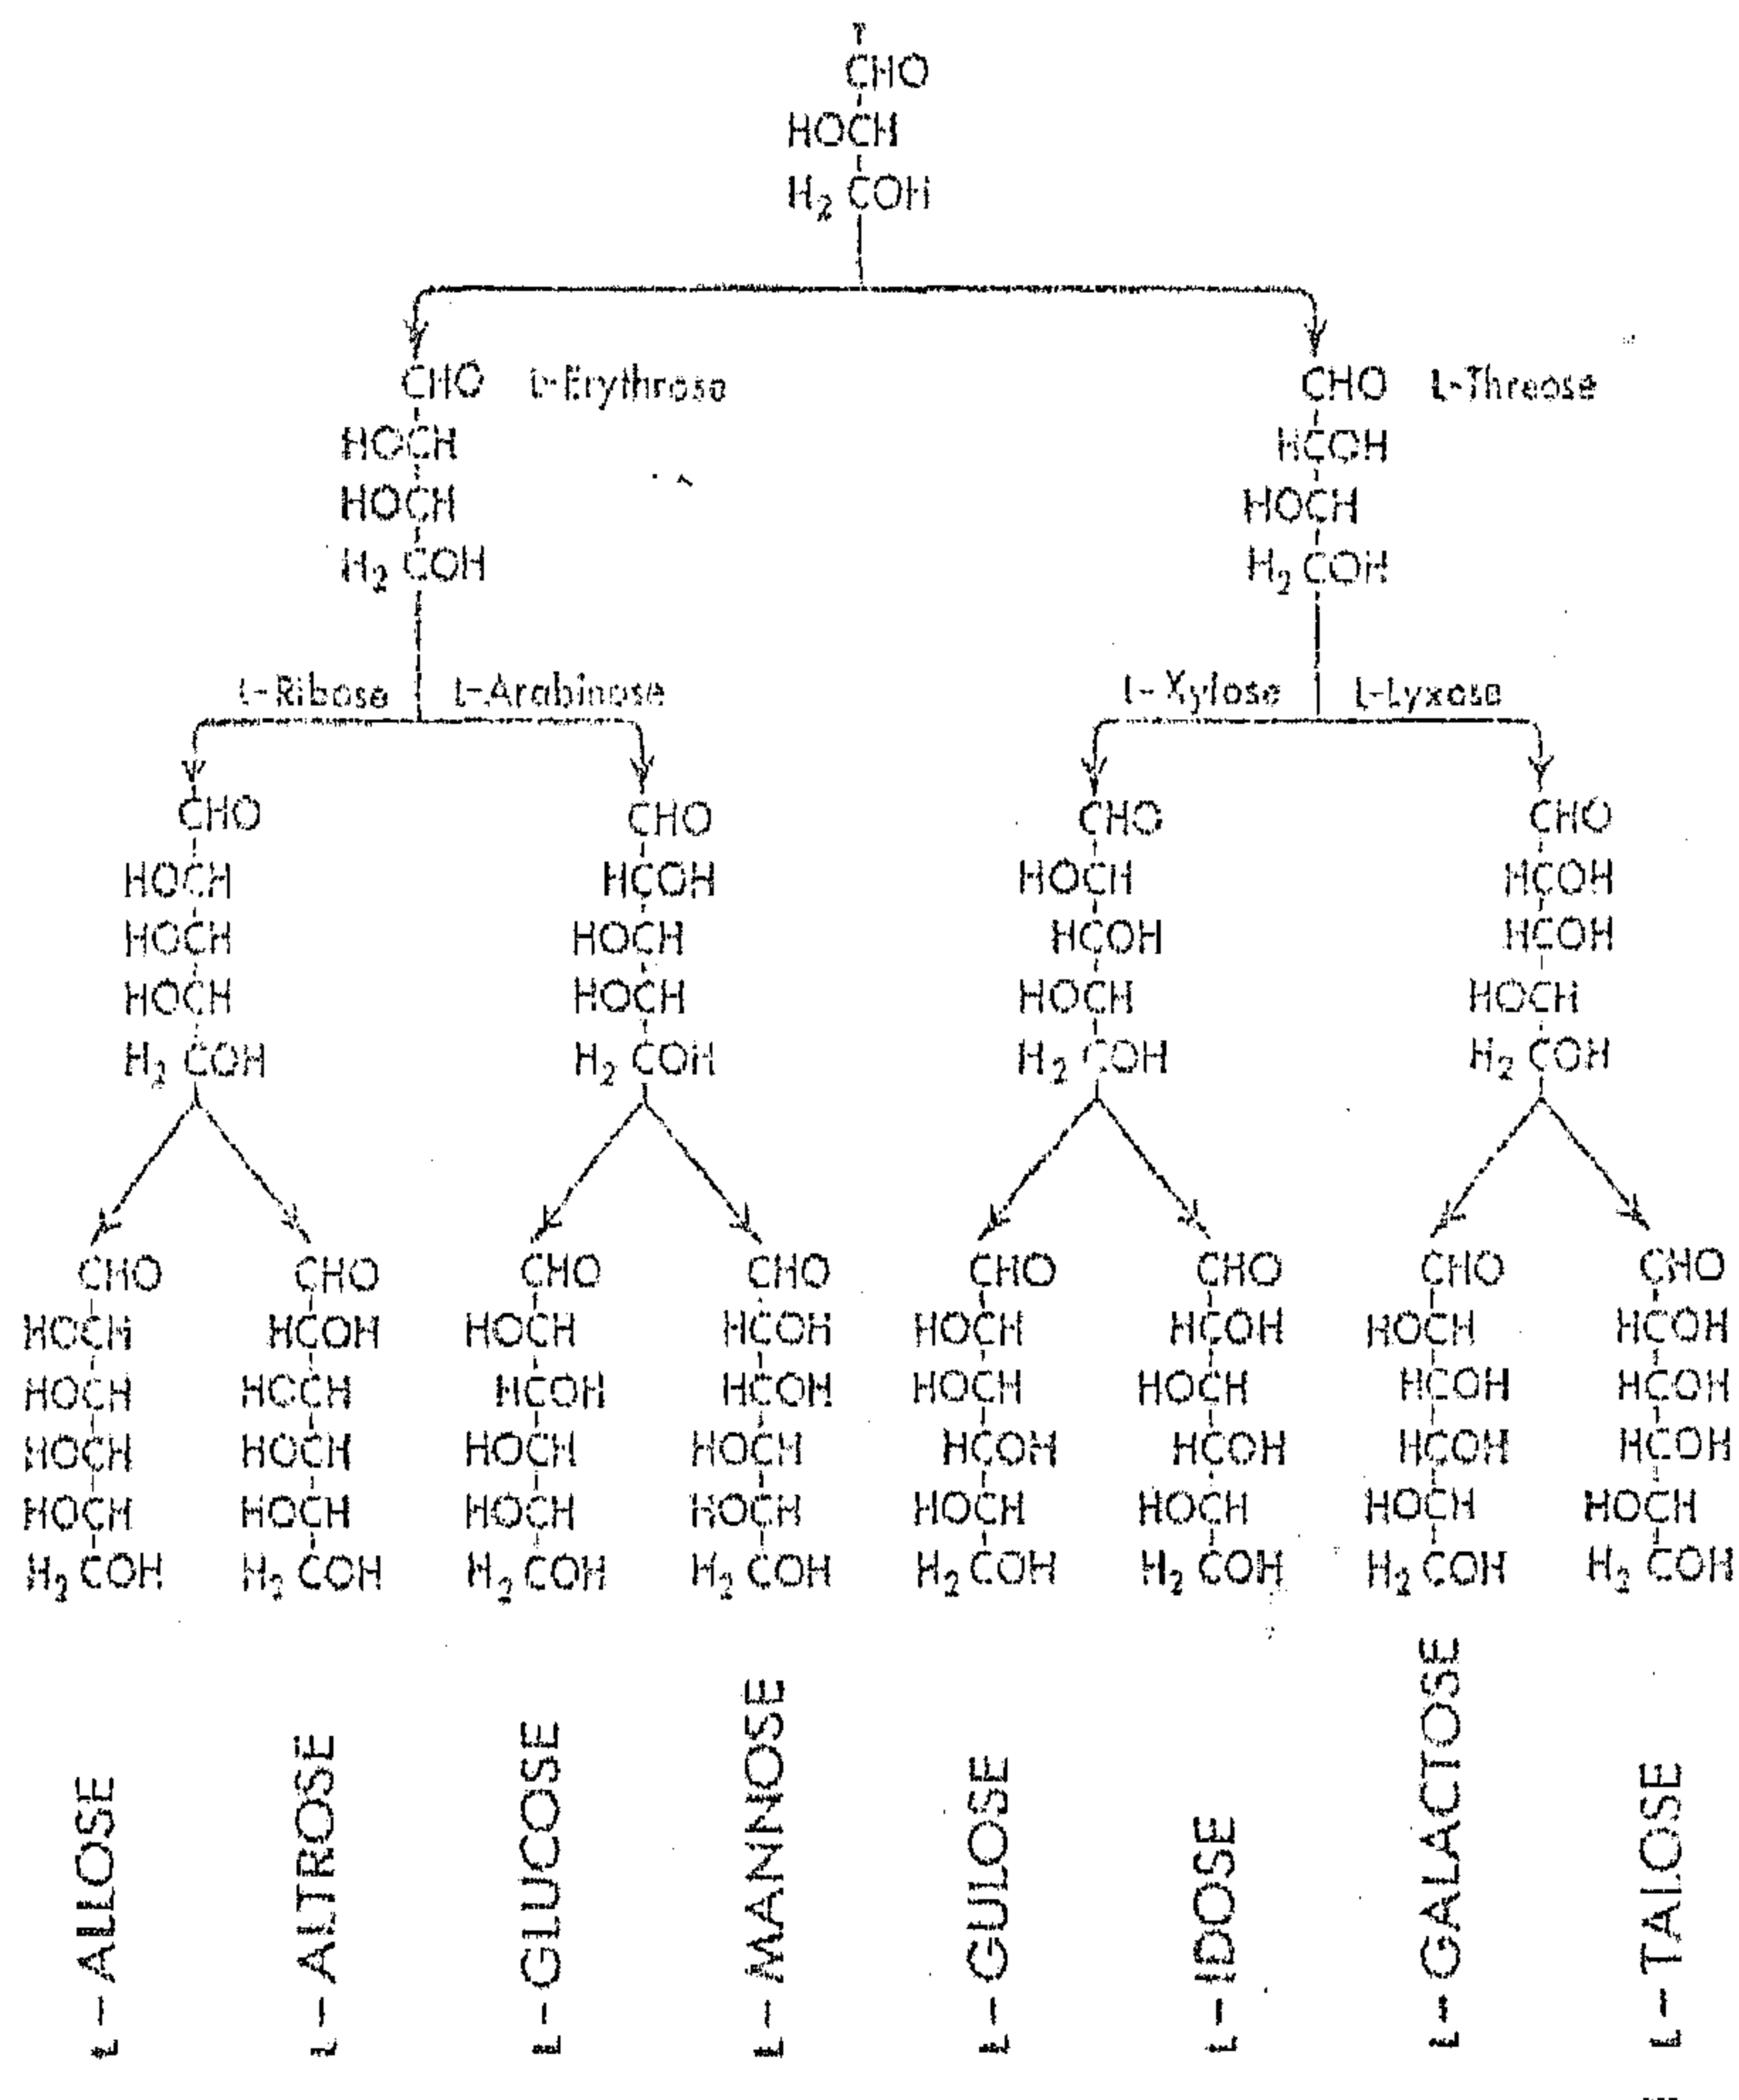 CHO
HOCH
H₂COH
CHO L-Erythrose
HOCH
HOCH
H₂COH
CHO L-Threose
HCOH
HOCH
H₂COH
L-Ribose L-Arabinose
L-Xylose L-Lyxose
CHO
HOCH
HOCH
HOCH
H₂COH
CHO
HCOH
HOCH
HOCH
H₂COH
CHO
HOCH
HCOH
HOCH
H₂COH
CHO
HCOH
HCOH
HOCH
H₂COH
CHO
HOCH
HOCH
HOCH
HOCH
H₂COH
L-ALLOSE
CHO
HCOH
HOCH
HOCH
HOCH
H₂COH
L-ALTROSE
CHO
HOCH
HCOH
HOCH
HOCH
H₂COH
L-GLUCOSE
CHO
HCOH
HCOH
HOCH
HOCH
H₂COH
L-MANNOSE
CHO
HOCH
HOCH
HCOH
HOCH
H₂COH
L-GULOSE
CHO
HCOH
HOCH
HCOH
HOCH
H₂COH
L-IDOSE
CHO
HOCH
HCOH
HCOH
HOCH
H₂COH
L-GALACTOSE
CHO
HCOH
HCOH
HCOH
HOCH
H₂COH
L-TALOSE